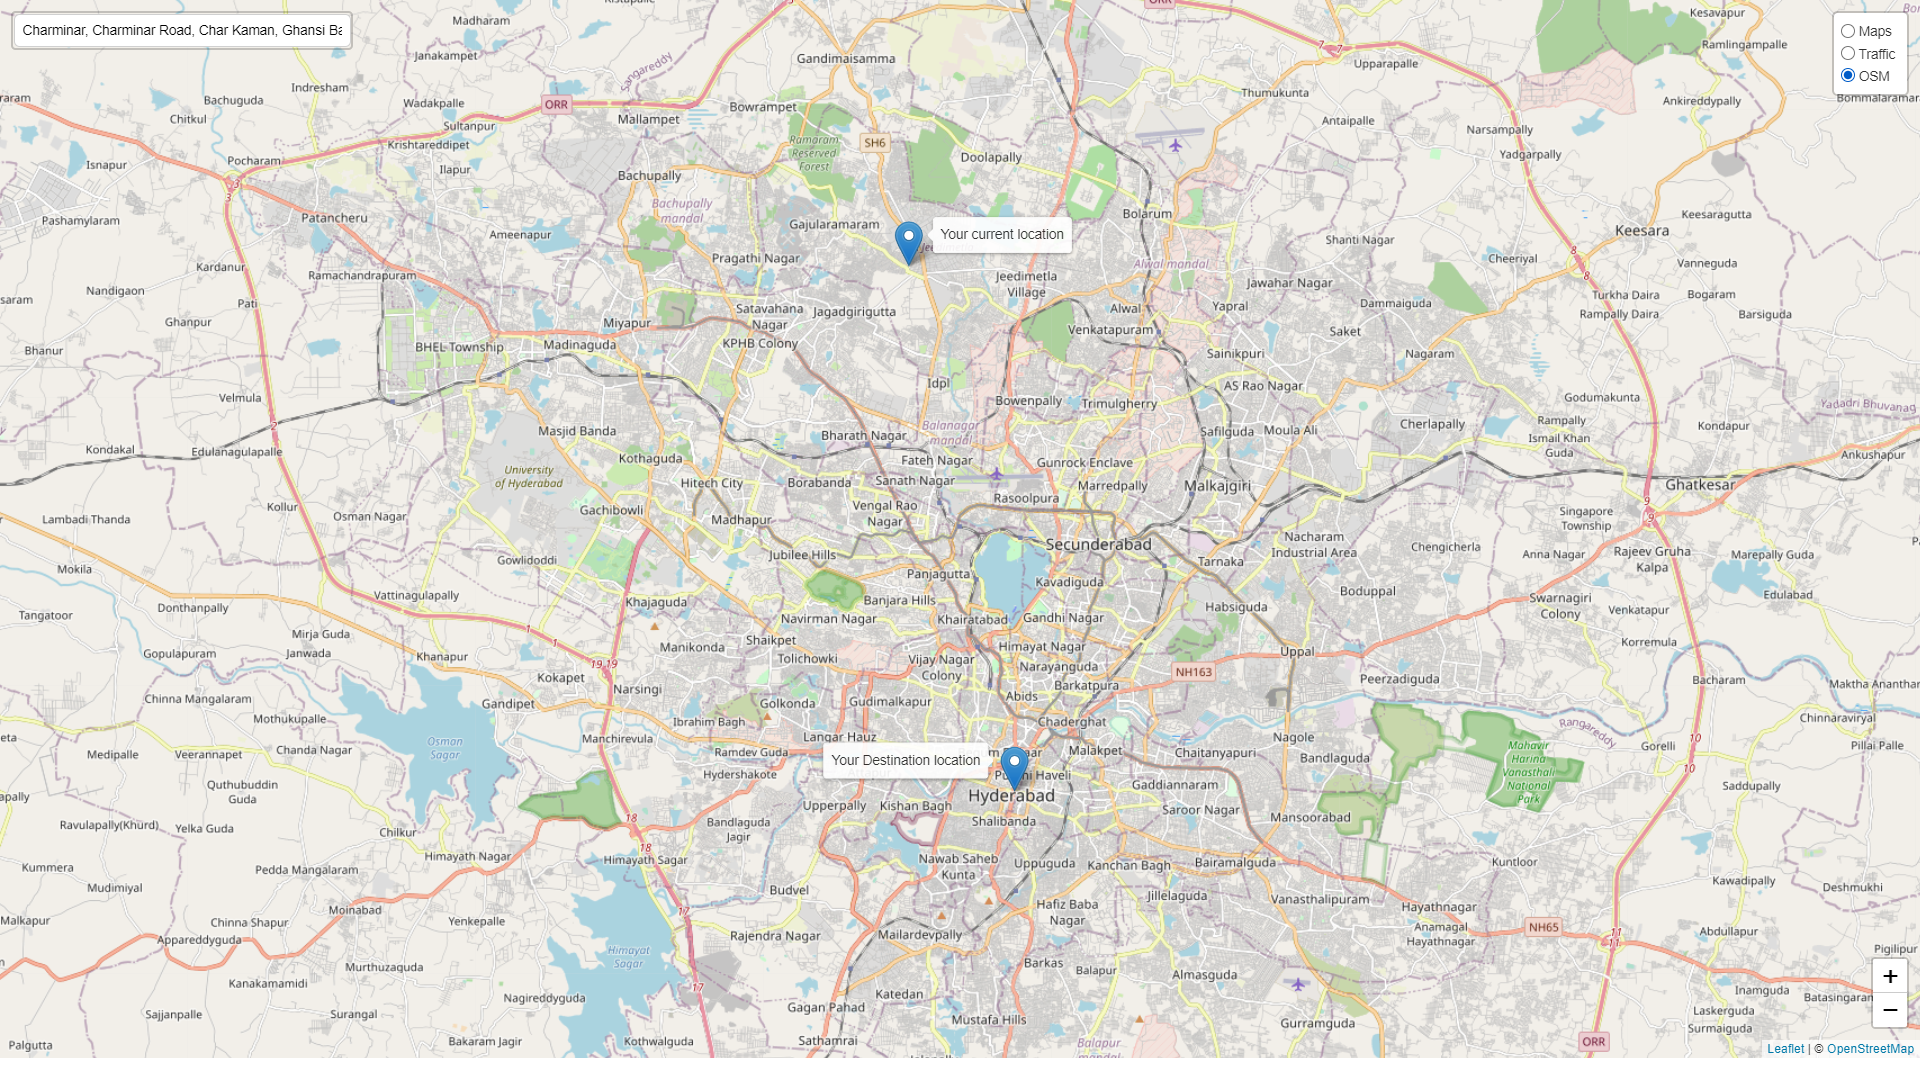 Charminar, Charminar Road, Char Kaman, Ghansi Ba
Maps
Traffic
OSM
Madharam
Kesavapur
ORR
Janakampet
Sangareddy
Gandimaisamma
Upparapalle
Ramlingampalle
Indresham
Bachuguda
Wadakpalle
ORR
Bowrampet
Thumukunta
Ankireddypally
Bommalaramar
Chitkul
Sultanpur
Mallampet
SH6
Antaipalle
Narsampally
Krishtareddipet
Ramaram
Reserved
Forest
Doolapally
Yadgarpally
Isnapur
Pocharam
Ilapur
Bachupally
Bachupally
mandal
Pashamylaram
Patancheru
Ameenapur
Gajularamaram
Your current location
Bolarum
Keesaragutta
Keesara
Shanti Nagar
Kardanur
Ramachandrapuram
Pragathi Nagar
Jeedimetla
Village
Alwal mandal
Cheeriyal
Vanneguda
Nandigaon
Pati
Jawahar Nagar
Turkha Daira
Rampally Daira
Bogaram
Ghanpur
Miyapur
Satavahana
Nagar
Jagadgirigutta
Alwal
Yapral
Dammaiguda
Barsiguda
Bhanur
BHEL Township
Madinaguda
KPHB Colony
Venkatapuram
Saket
Sainikpuri
Nagaram
Velmula
Idpl
Bowenpally
Trimulgherry
AS Rao Nagar
Godumakunta
Yadadri Bhuvanag
Masjid Banda
Bharath Nagar
Balanagar
mandal
Safilguda
Moula Ali
Cherlapally
Rampally
Ismail Khan
Guda
Kondapur
Kondakal
Edulanagulapalle
Kothaguda
Fateh Nagar
Gunrock Enclave
Ankushapur
University
of Hyderabad
Hitech City
Borabanda
Sanath Nagar
Marredpally
Malkajgiri
Ghatkesar
Kollur
Gachibowli
Rasoolpura
Lambadi Thanda
Osman Nagar
Madhapur
Vengal Rao
Nagar
Singapore
Township
Gowlidoddi
Jubilee Hills
Secunderabad
Nacharam
Industrial Area
Chengicherla
Anna Nagar
Rajeev Gruha
Kalpa
Marepally Guda
Mokila
Panjagutta
Kavadiguda
Tarnaka
Boduppal
Edulabad
Vattinagulapally
Khajaguda
Banjara Hills
Habsiguda
Swarnagiri
Colony
Venkatapur
Tangatoor
Donthanpally
Navirman Nagar
Khairatabad
Gandhi Nagar
Mirja Guda
Shaikpet
Himayat Nagar
Uppal
Korremula
Gopulapuram
Janwada
Khanapur
Manikonda
Tolichowki
Vijay Nagar
Colony
Narayanguda
NH163
Peerzadiguda
Bacharam
Kokapet
Narsingi
Barkatpura
Maktha Ananthar
Chinna Mangalaram
Gandipet
Golkonda
Gudimalkapur
Abids
Mothukupalle
Ibrahim Bagh
Chaderghat
Rangareddy
Chinnaraviryal
Medipalle
Veerannapet
Chanda Nagar
Osman
Sagar
Manchirevula
Langar Hauz
Nagole
Mahavir
Harina
Vanasthali
National
Park
Gorelli
Pillai Palle
Your Destination location
Ramdev Guda
Malakpet
Chaitanyapuri
Bandlaguda
Hydershakote
Quthubuddin
Guda
Gaddiannaram
Saddupally
Hyderabad
Upperpally
Kishan Bagh
Saroor Nagar
Mansoorabad
Ravulapally(Khurd)
Yelka Guda
Chilkur
Bandlaguda
Jagir
Shalibanda
Himayath Nagar
Himayath Sagar
Nawab Saheb
Kunta
Uppuguda
Kanchan Bagh
Bairamalguda
Kuntloor
Kummera
Pedda Mangalaram
Mudimiyal
Budvel
Jillelaguda
Vanasthalipuram
Kawadipally
Deshmukhi
Malkapur
Chinna Shapur
Moinabad
Yenkepalle
Hafiz Baba
Nagar
Hayathnagar
Anamagal
Hayathnagar
NH65
Appareddyguda
Rajendra Nagar
Mailardevpally
Abdullapur
Pigilipur
Himayat
Sagar
Murthuzaguda
Barkas
Balapur
Almasguda
Kanakamamidi
Nagireddyguda
Katedan
Inamguda
Batasingaram
Sajjanpalle
Surangal
Gagan Pahad
Mustafa Hills
Gurramguda
Laskerguda
Surmaiguda
Palgutta
Bakaram Jagir
Kothwalguda
Sathamrai
Balapur
mandal
ORR
+
−
Leaflet | © OpenStreetMap